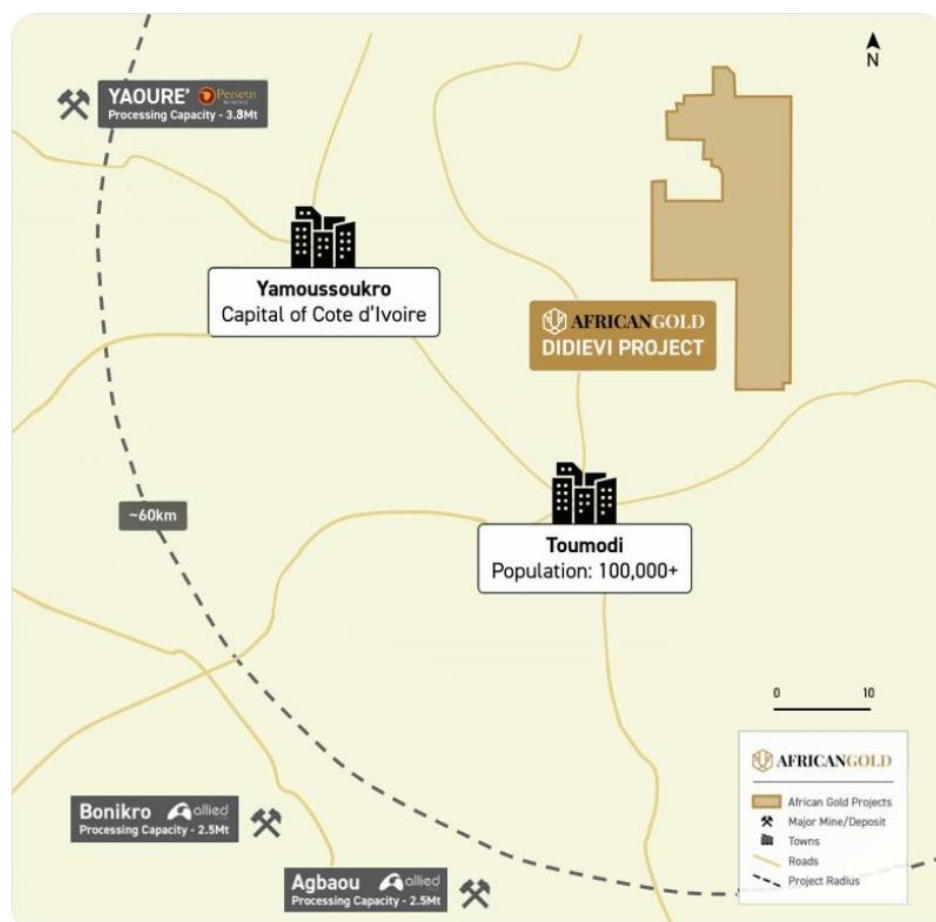 N
YAOURE' Perseus
Processing Capacity - 3.8Mt
Yamoussoukro
Capital of Cote d'Ivoire
AFRICANGOLD
DIDIEVI PROJECT
~60km
Toumodi
Population: 100,000+
0 10
Bonikro allied
Processing Capacity - 2.5Mt
Agbaou allied
Processing Capacity - 2.5Mt
AFRICANGOLD
African Gold Projects
Major Mine/Deposit
Towns
Roads
Project Radius